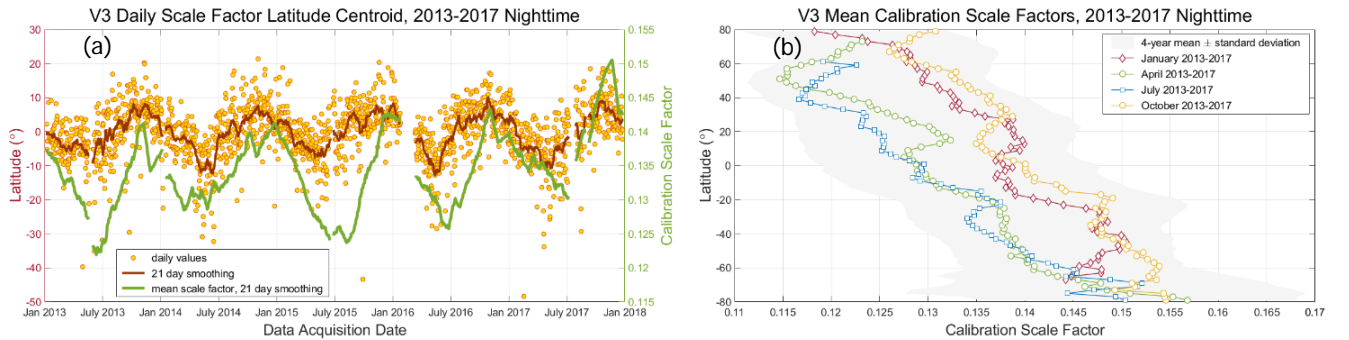 V3 Daily Scale Factor Latitude Centroid, 2013-2017 Nighttime
(a)
Latitude (°)
30
20
10
0
-10
-20
-30
-40
-50
0.155
0.15
0.145
0.14
0.135
0.13
0.125
0.12
0.115
Calibration Scale Factor
daily values
21 day smoothing
mean scale factor, 21 day smoothing
Jan 2013 July 2013 Jan 2014 July 2014 Jan 2015 July 2015 Jan 2016 July 2016 Jan 2017 July 2017 Jan 2018
Data Acquisition Date
V3 Mean Calibration Scale Factors, 2013-2017 Nighttime
(b)
Latitude (°)
80
60
40
20
0
-20
-40
-60
-80
4-year mean ± standard deviation
January 2013-2017
April 2013-2017
July 2013-2017
October 2013-2017
0.11 0.115 0.12 0.125 0.13 0.135 0.14 0.145 0.15 0.155 0.16 0.165 0.17
Calibration Scale Factor